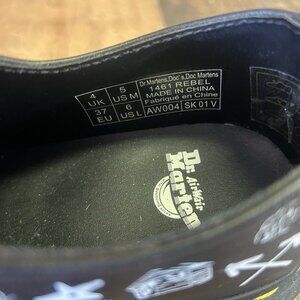 4 UK 5 US M Dr.Martens,Doc's,Doc Martens
1461 REBEL
MADE IN CHINA
37 EU 6 US L Fabriqué en Chine
AW004 SK01V
Dr. AirWair
Martens